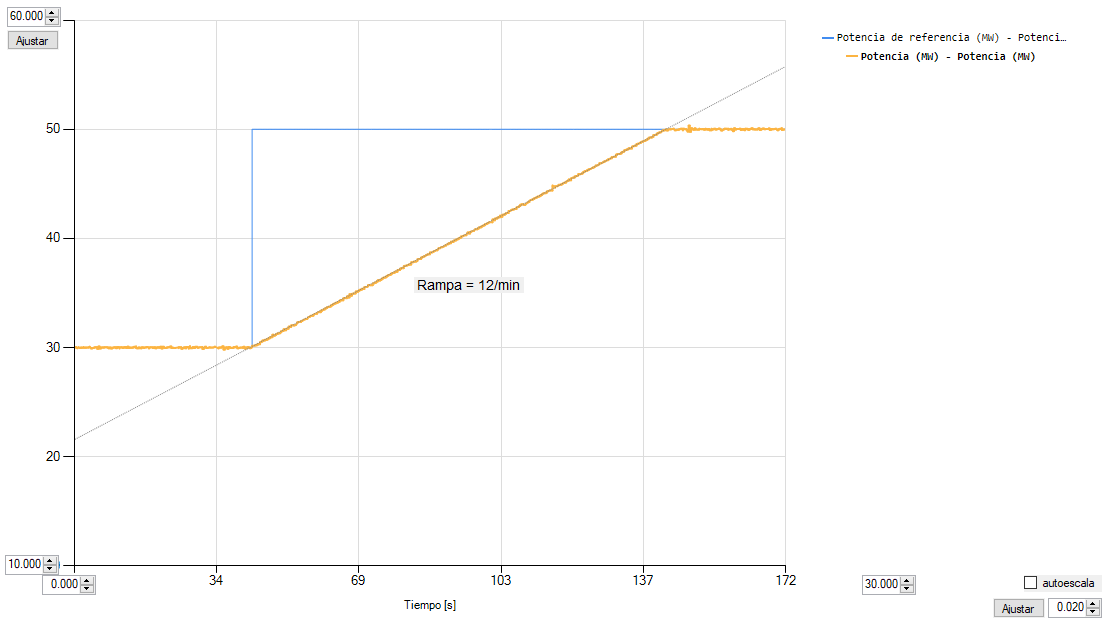 60.000
Ajustar
Potencia de referencia (MW) - Potenci…
Potencia (MW) - Potencia (MW)
50
40
Rampa = 12/min
30
20
10.000
0.000
34
69
103
137
172
30.000
autoescala
Tiempo [s]
Ajustar
0.020